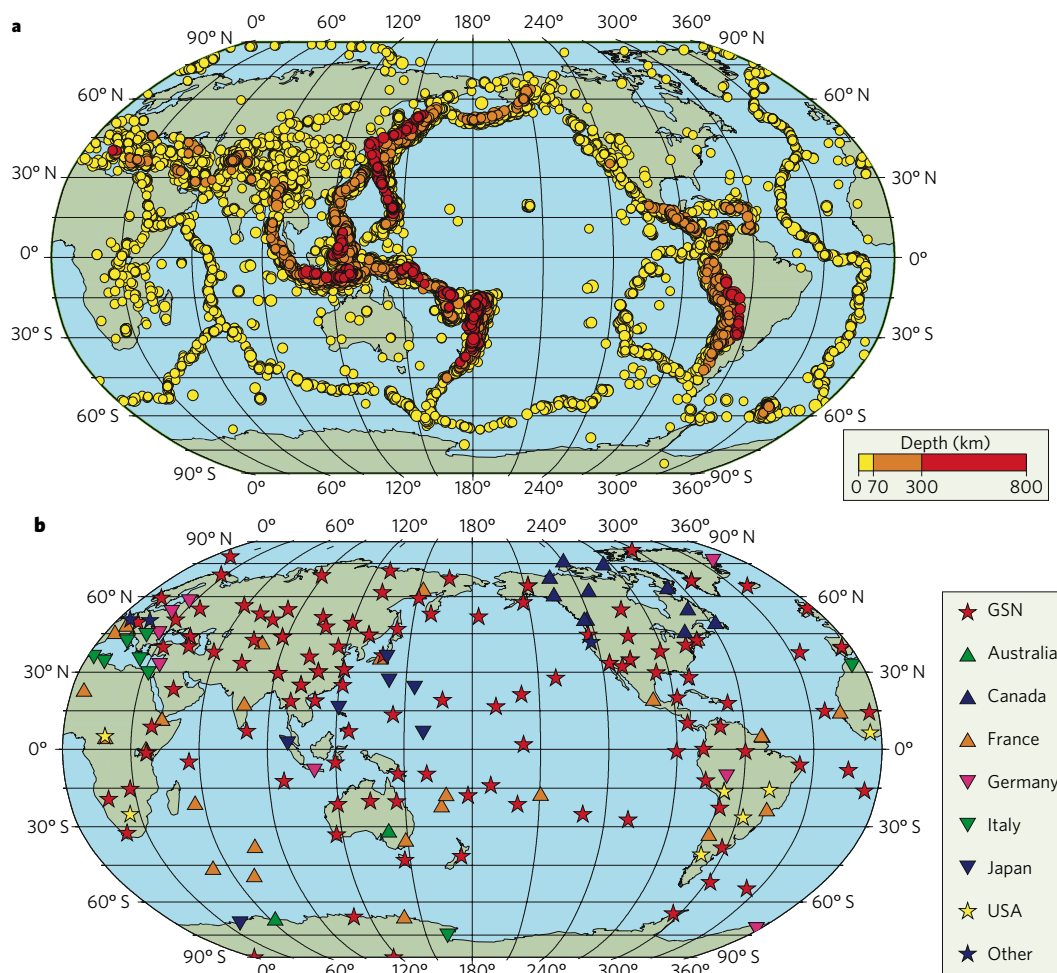 a
0° 60° 120° 180° 240° 300° 360°
90° N 90° N
60° N 60° N
30° N 30° N
0° 0°
30° S 30° S
60° S 60° S
90° S 90° S
0° 60° 120° 180° 240° 300° 360°
Depth (km)
0 70 300 800
b
0° 60° 120° 180° 240° 300° 360°
90° N 90° N
60° N 60° N
30° N 30° N
0° 0°
30° S 30° S
60° S 60° S
90° S 90° S
0° 60° 120° 180° 240° 300° 360°
GSN
Australia
Canada
France
Germany
Italy
Japan
USA
Other